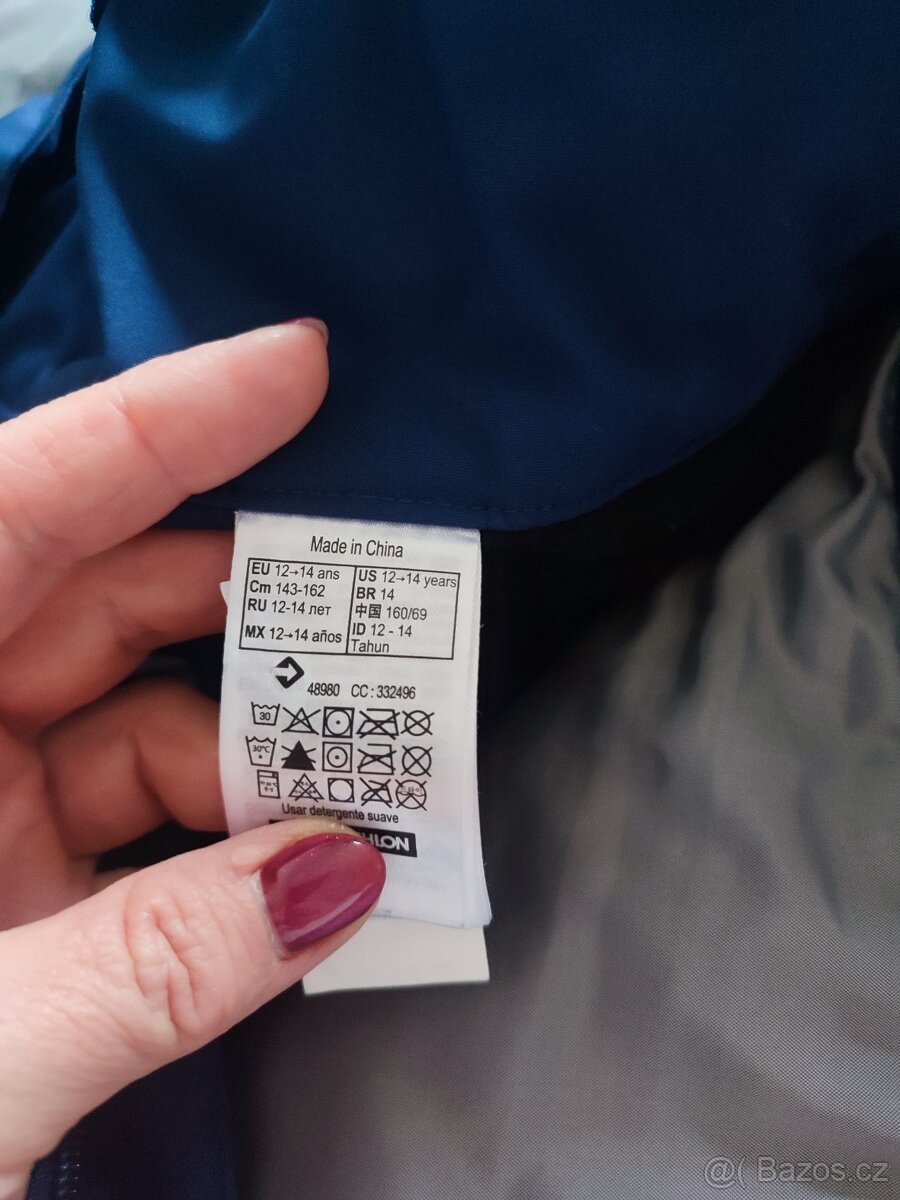 Made in China
EU 12→14 ans
Cm 143-162
RU 12-14 лет
MX 12→14 años
US 12→14 years
BR 14
中国 160/69
ID 12 - 14
Tahun
48980 CC : 332496
30
30°C
Usar detergente suave
@( Bazos.cz